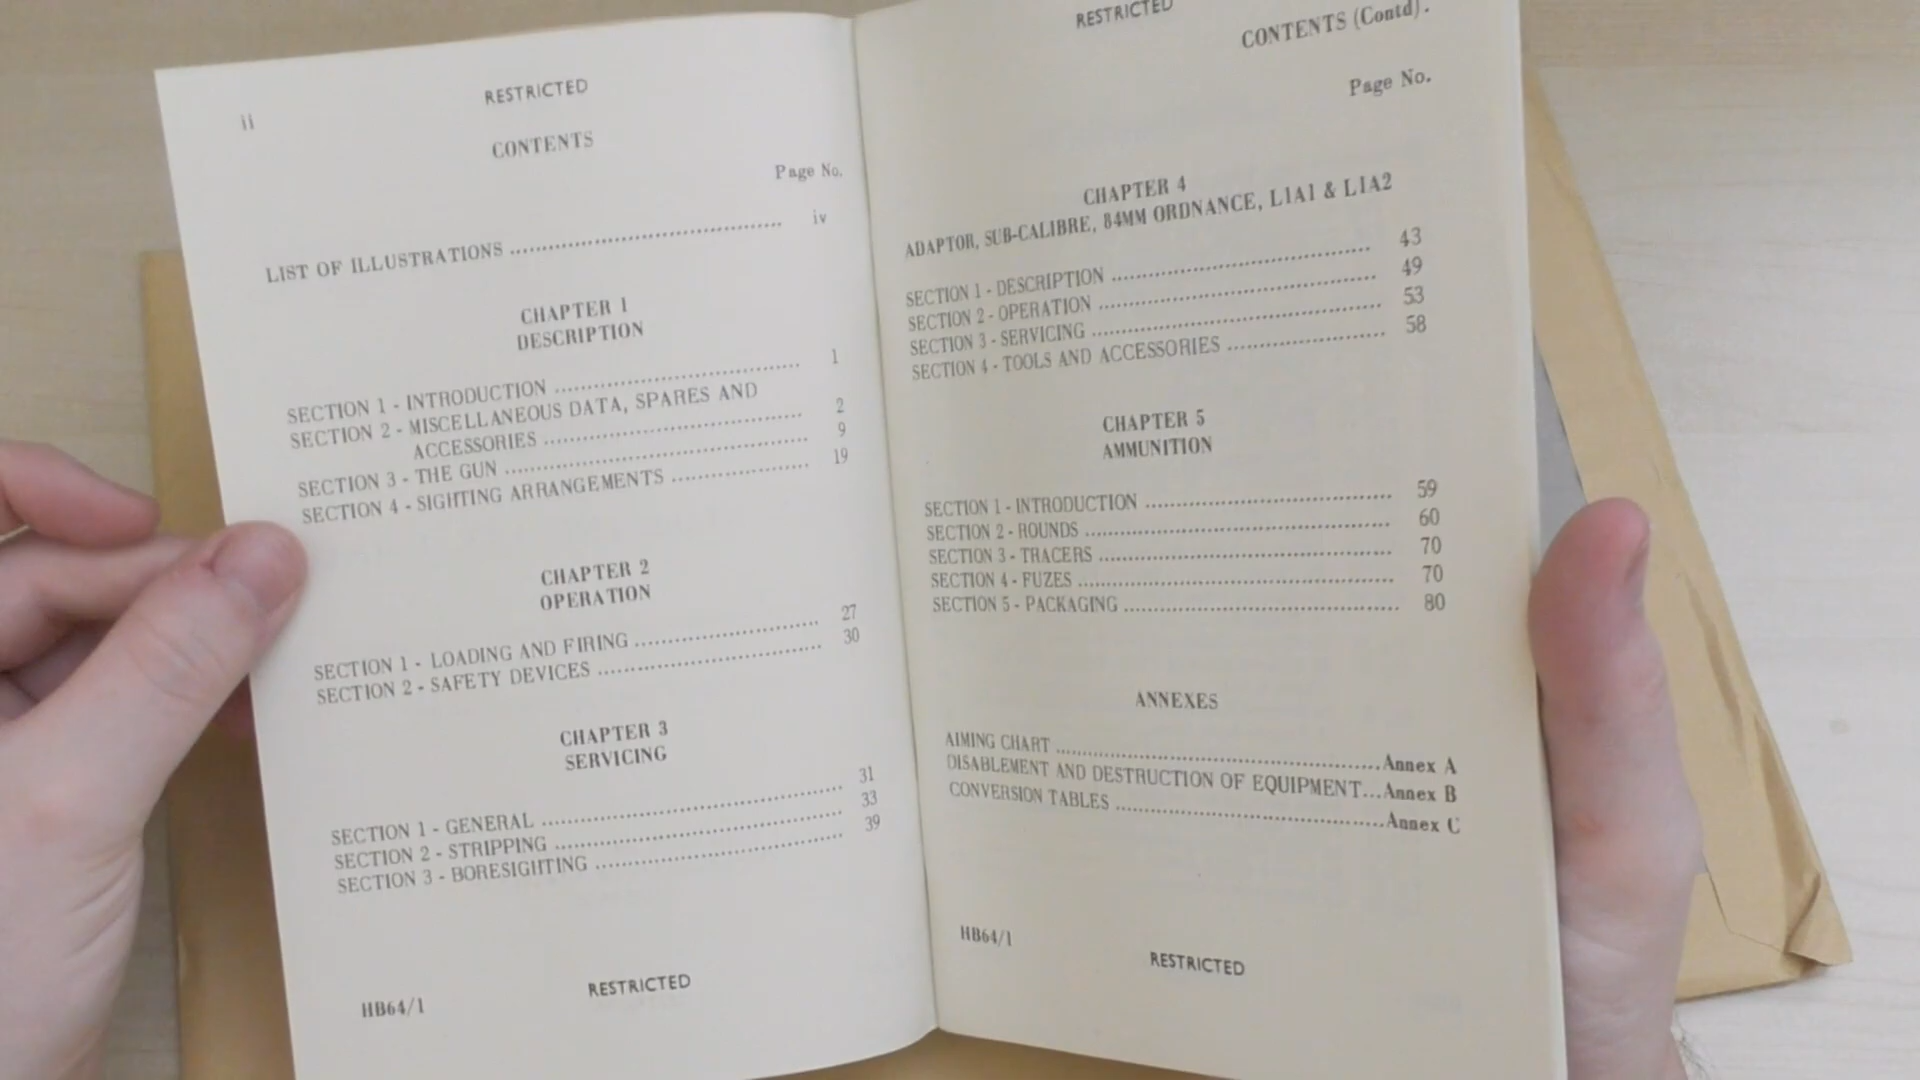 ii
RESTRICTED
CONTENTS
Page No.
LIST OF ILLUSTRATIONS ........................................ iv
CHAPTER 1
DESCRIPTION
SECTION 1 - INTRODUCTION ........................................ 1
SECTION 2 - MISCELLANEOUS DATA, SPARES AND
ACCESSORIES ........................................ 2
SECTION 3 - THE GUN ........................................ 9
SECTION 4 - SIGHTING ARRANGEMENTS ........................ 19
CHAPTER 2
OPERATION
SECTION 1 - LOADING AND FIRING ............................ 27
SECTION 2 - SAFETY DEVICES ................................ 30
CHAPTER 3
SERVICING
SECTION 1 - GENERAL ........................................ 31
SECTION 2 - STRIPPING ........................................ 33
SECTION 3 - BORESIGHTING ................................ 39
HB64/1
RESTRICTED
RESTRICTED
CONTENTS (Contd).
Page No.
CHAPTER 4
ADAPTOR, SUB-CALIBRE, 84MM ORDNANCE, L1A1 & L1A2
SECTION 1 - DESCRIPTION ................................ 43
SECTION 2 - OPERATION ................................ 49
SECTION 3 - SERVICING ................................ 53
SECTION 4 - TOOLS AND ACCESSORIES .................... 58
CHAPTER 5
AMMUNITION
SECTION 1 - INTRODUCTION ................................ 59
SECTION 2 - ROUNDS ........................................ 60
SECTION 3 - TRACERS ........................................ 70
SECTION 4 - FUZES ........................................ 70
SECTION 5 - PACKAGING ................................ 80
ANNEXES
AIMING CHART ........................................ Annex A
DISABLEMENT AND DESTRUCTION OF EQUIPMENT...Annex B
CONVERSION TABLES ................................ Annex C
HB64/1
RESTRICTED